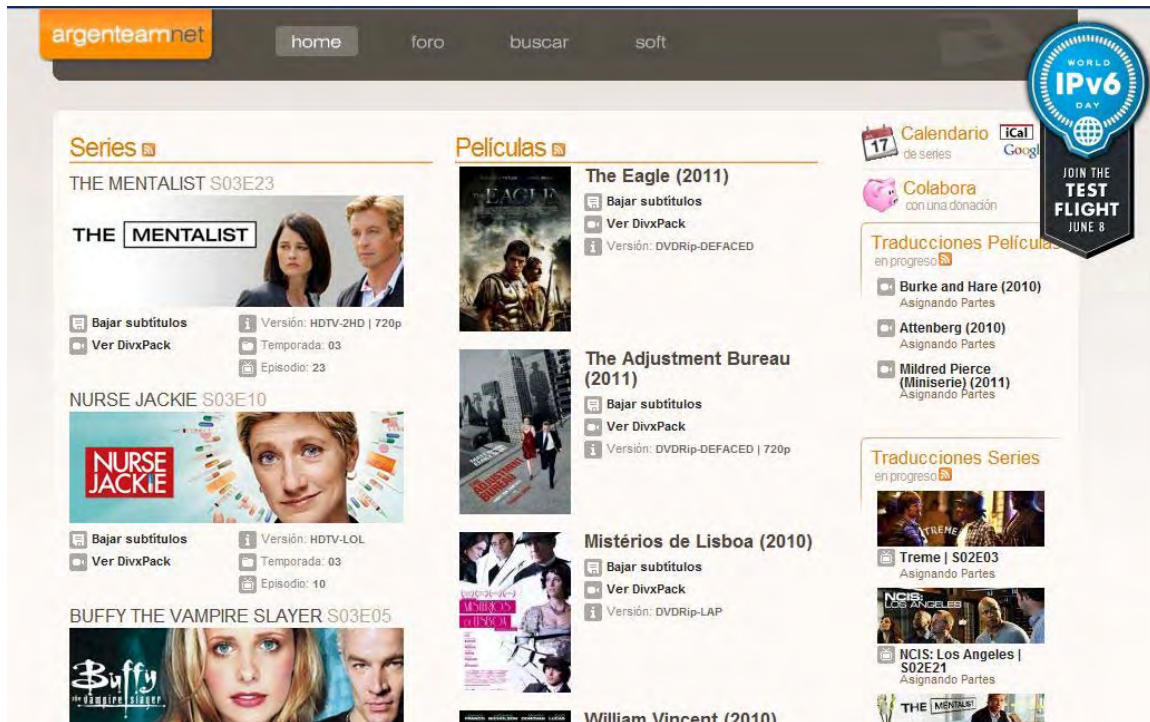 argenteamnet
home foro buscar soft
WORLD
IPv6
DAY
JOIN THE
TEST
FLIGHT
JUNE 8
Series
THE MENTALIST S03E23
THE MENTALIST
Bajar subtítulos
Ver DivxPack
Versión: HDTV-2HD | 720p
Temporada: 03
Episodio: 23
NURSE JACKIE S03E10
NURSE
JACKIE
Bajar subtítulos
Ver DivxPack
Versión: HDTV-LOL
Temporada: 03
Episodio: 10
BUFFY THE VAMPIRE SLAYER S03E05
Buffy
the vampire slayer
Películas
The Eagle (2011)
THE EAGLE
Bajar subtítulos
Ver DivxPack
Versión: DVDRip-DEFACED
The Adjustment Bureau
(2011)
Bajar subtítulos
Ver DivxPack
Versión: DVDRip-DEFACED | 720p
Mistérios de Lisboa (2010)
MISTÉRIOS
DE LISBOA
Bajar subtítulos
Ver DivxPack
Versión: DVDRip-LAP
William Vincent (2010)
17
Calendario
de series
iCal
Googl
Colabora
con una donación
Traducciones Películas
en progreso
Burke and Hare (2010)
Asignando Partes
Attenberg (2010)
Asignando Partes
Mildred Pierce
(Miniserie) (2011)
Asignando Partes
Traducciones Series
en progreso
TREME
Treme | S02E03
Asignando Partes
NCIS:
LOS ANGELES
NCIS: Los Angeles |
S02E21
Asignando Partes
THE MENTALIST